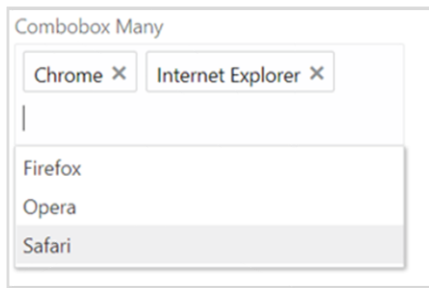 Combobox Many
Chrome × Internet Explorer ×
Firefox
Opera
Safari